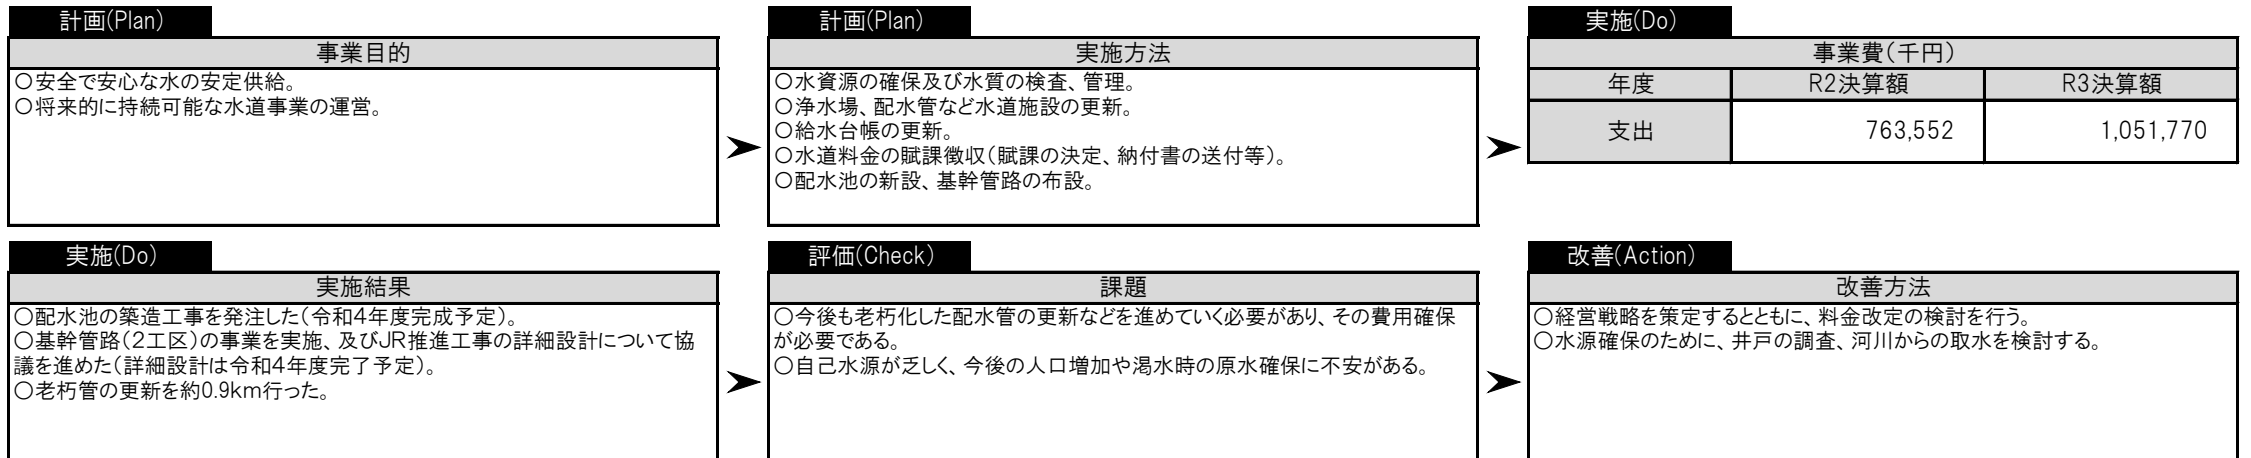 計画(Plan)
事業目的
○安全で安心な水の安定供給。
○将来的に持続可能な水道事業の運営。
計画(Plan)
実施方法
○水資源の確保及び水質の検査、管理。
○浄水場、配水管など水道施設の更新。
○給水台帳の更新。
○水道料金の賦課徴収（賦課の決定、納付書の送付等）。
○配水池の新設、基幹管路の布設。
実施(Do)
事業費（千円）
年度 R2決算額 R3決算額
支出 763,552 1,051,770
実施(Do)
実施結果
○配水池の築造工事を発注した（令和４年度完成予定）。
○基幹管路（２工区）の事業を実施、及びＪＲ推進工事の詳細設計について協
議を進めた（詳細設計は令和４年度完了予定）。
○老朽管の更新を約0.9km行った。
評価(Check)
課題
○今後も老朽化した配水管の更新などを進めていく必要があり、その費用確保
が必要である。
○自己水源が乏しく、今後の人口増加や渇水時の原水確保に不安がある。
改善(Action)
改善方法
○経営戦略を策定するとともに、料金改定の検討を行う。
○水源確保のために、井戸の調査、河川からの取水を検討する。